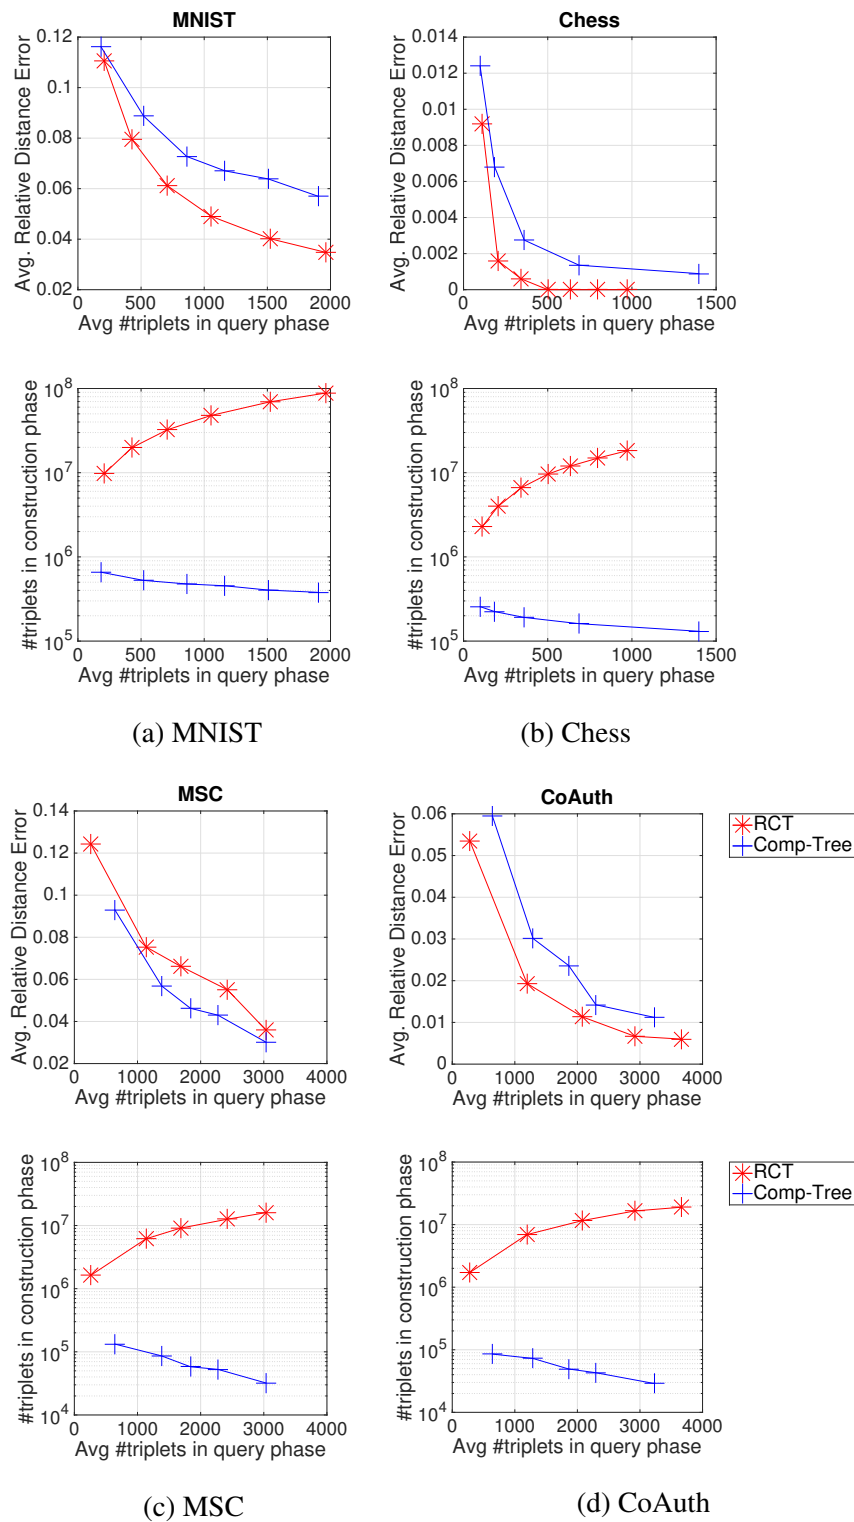 MNIST
Avg. Relative Distance Error
0.12
0.1
0.08
0.06
0.04
0.02
0 500 1000 1500 2000
Avg #triplets in query phase
Chess
Avg. Relative Distance Error
0.014
0.012
0.01
0.008
0.006
0.004
0.002
0
0 500 1000 1500
Avg #triplets in query phase
#triplets in construction phase
10^8
10^7
10^6
10^5
0 500 1000 1500 2000
Avg #triplets in query phase
#triplets in construction phase
10^8
10^7
10^6
10^5
0 500 1000 1500
Avg #triplets in query phase
(a) MNIST
(b) Chess
MSC
Avg. Relative Distance Error
0.14
0.12
0.1
0.08
0.06
0.04
0.02
0 1000 2000 3000 4000
Avg #triplets in query phase
CoAuth
Avg. Relative Distance Error
0.06
0.05
0.04
0.03
0.02
0.01
0
0 1000 2000 3000 4000
Avg #triplets in query phase
RCT
Comp-Tree
#triplets in construction phase
10^8
10^7
10^6
10^5
10^4
0 1000 2000 3000 4000
Avg #triplets in query phase
#triplets in construction phase
10^8
10^7
10^6
10^5
10^4
0 1000 2000 3000 4000
Avg #triplets in query phase
RCT
Comp-Tree
(c) MSC
(d) CoAuth